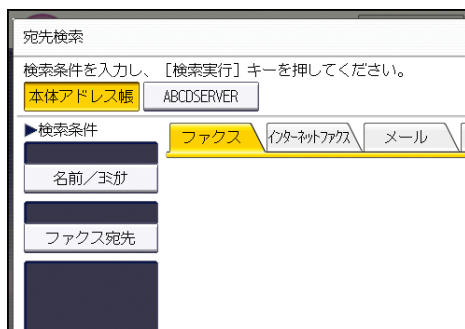 宛先検索
検索条件を入力し、［検索実行］キーを押してください。
本体アドレス帳 ABCDSERVER
▶検索条件
ファクス ｲﾝﾀｰﾈｯﾄﾌｧｸｽ メール
名前／ﾖﾐｶﾞﾅ
ファクス宛先